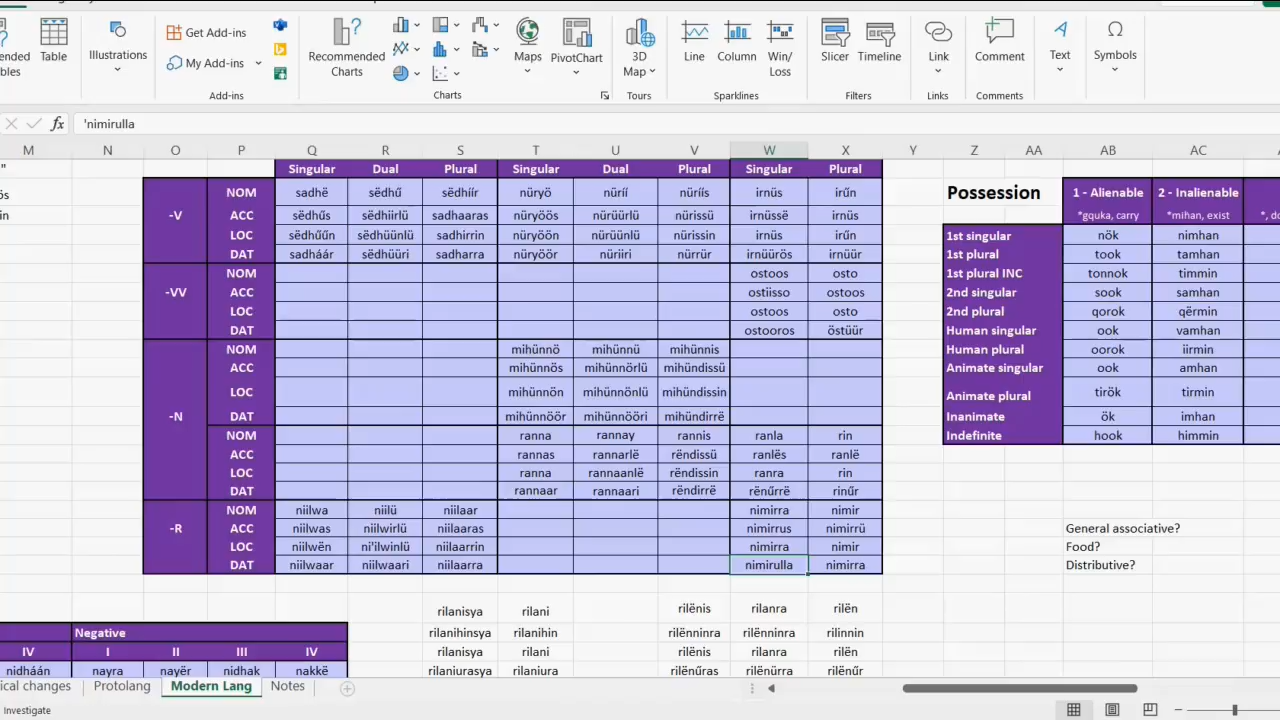 Table Illustrations Get Add-ins My Add-ins Recommended Charts Maps PivotChart 3D Map Line Column Win/Loss Slicer Timeline Link Comment Text Symbols
Add-ins Charts Tours Sparklines Filters Links Comments
fx 'nimirulla
M N O P Q R S T U V W X Y Z AA AB AC
Singular Dual Plural Singular Dual Plural Singular Plural
-V NOM sadhë sëdhű sëdhíír nüryö nüríí nüríís irnüs irűn Possession 1 - Alienable 2 - Inalienable
ACC sëdhűs sëdhiirlü sadhaaras nüryöös nürüürlü nürissü irnüssë irnüs *gquka, carry *mihan, exist
LOC sëdhűűn sëdhüünlü sadhirrin nüryöön nürüünlü nürissin irnüs irűn 1st singular nök nimhan
DAT sadháár sëdhüüri sadharra nüryöör nüriiri nürrür irnüürös irnüür 1st plural took tamhan
NOM ostoos osto 1st plural INC tonnok timmin
-VV ACC ostiisso ostoos 2nd singular sook samhan
LOC ostoos osto 2nd plural qorok qërmin
DAT ostooros östüür Human singular ook vamhan
NOM mihünnö mihünnü mihünnis Human plural oorok iirmin
ACC mihünnös mihünnörlü mihündissü Animate singular ook amhan
LOC mihünnön mihünnönlü mihündissin Animate plural tirök tirmin
-N DAT mihünnöör mihünnööri mihündirrë Inanimate ök imhan
NOM ranna rannay rannis ranla rin Indefinite hook himmin
ACC rannas rannarlë rëndissü ranlës ranlë
LOC ranna rannaanlë rëndissin ranra rin
DAT rannaar rannaari rëndirrë rënűrrë rinűr
NOM niilwa niilü niilaar nimirra nimir
-R ACC niilwas niilwirlü niilaaras nimirrus nimirrü General associative?
LOC niilwën ni'ilwinlü niilaarrin nimirra nimir Food?
DAT niilwaar niilwaari niilaarra nimirulla nimirra Distributive?
rilanisya rilani rilënis rilanra rilën
Negative rilanihinsya rilanihin rilënninra rilënninra rilinnin
IV I II III IV rilanisya rilani rilënis rilanra rilën
nidháán nayra nayër nidhak nakkë rilaniurasya rilaniura rilënűras rilënürra rilënűr
ical changes Protolang Modern Lang Notes
Investigate